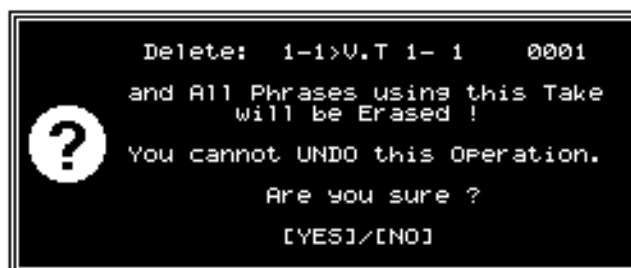 Delete: 1-1>V.T 1- 1 0001
and All Phrases using this Take
will be Erased !
?
You cannot UNDO this Operation.
Are you sure ?
[YES]/[NO]